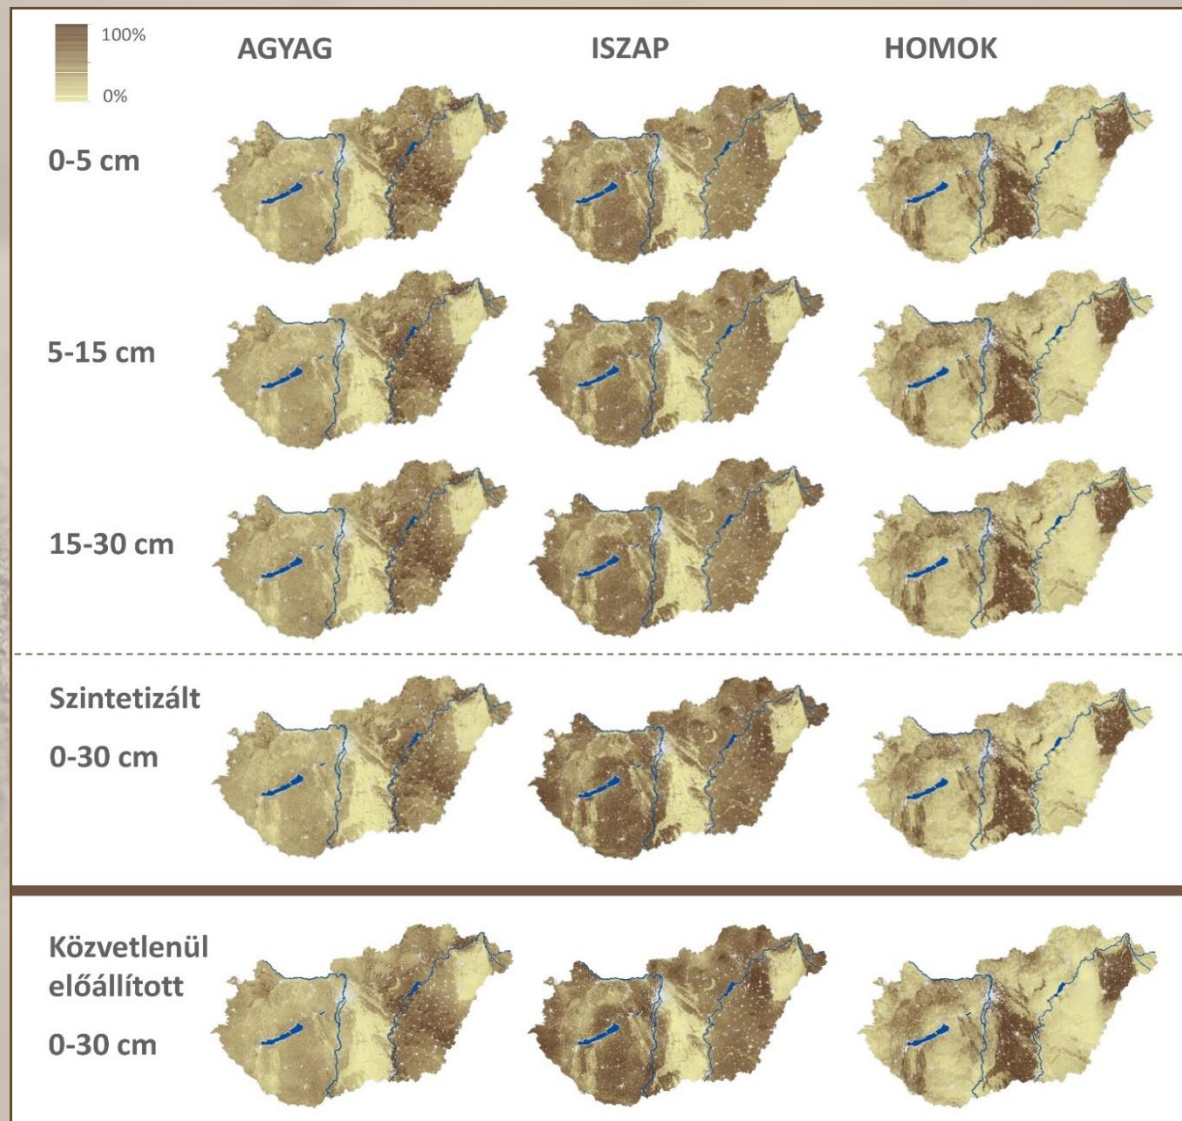 100%
0%
AGYAG
ISZAP
HOMOK
0-5 cm
5-15 cm
15-30 cm
Szintetizált
0-30 cm
Közvetlenül
előállított
0-30 cm